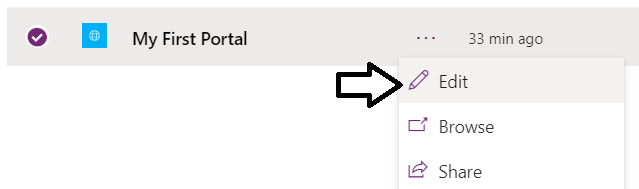 My First Portal ... 33 min ago
Edit
Browse
Share